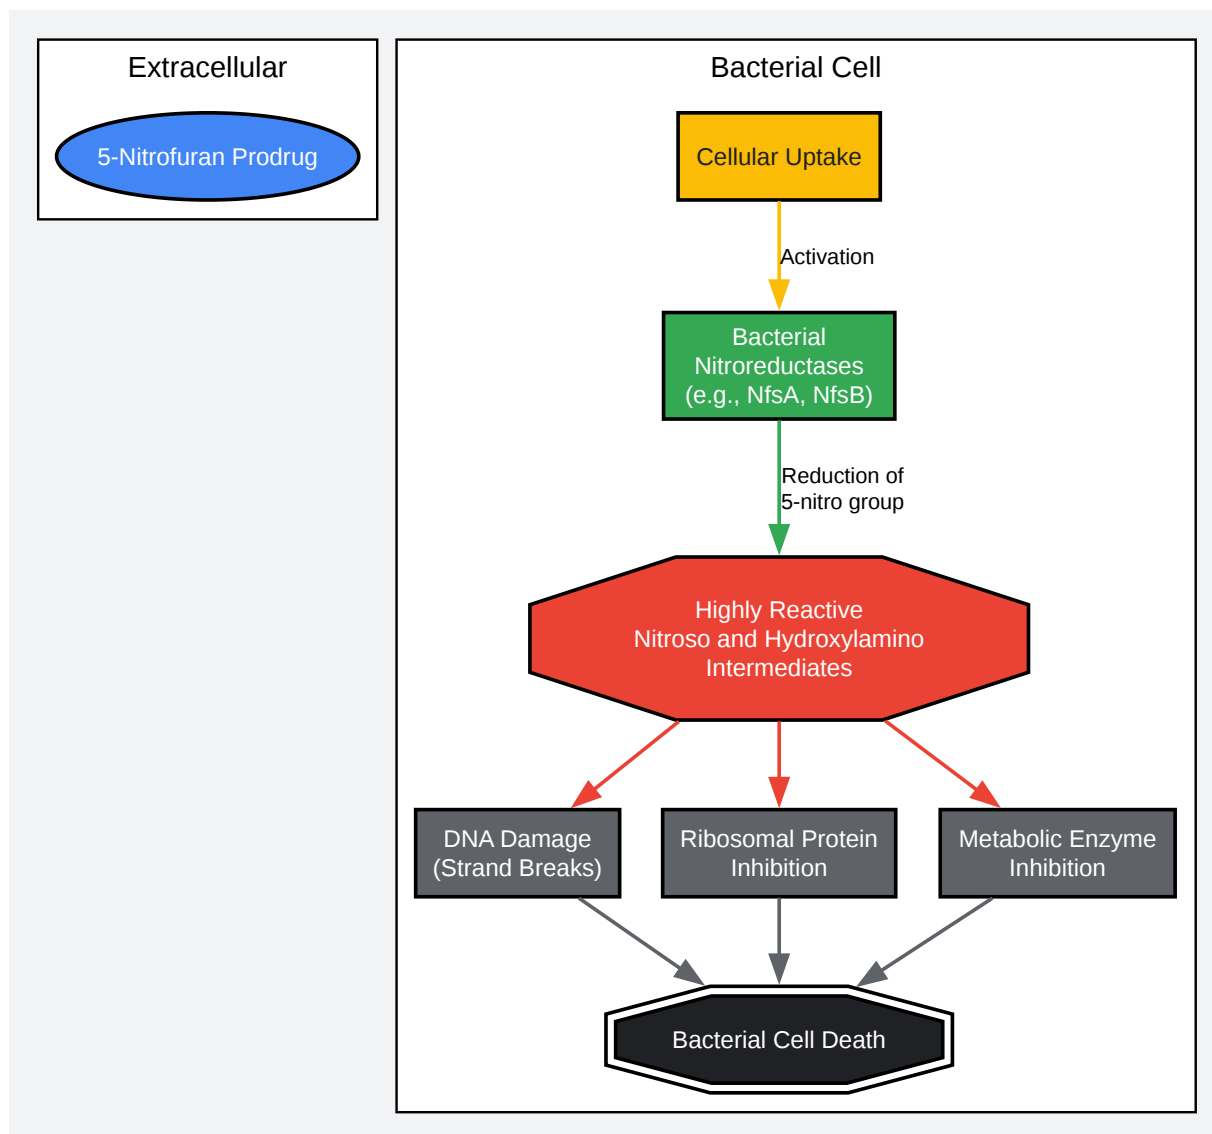 Extracellular
5-Nitrofuran Prodrug
Bacterial Cell
Cellular Uptake
Activation
Bacterial
Nitroreductases
(e.g., NfsA, NfsB)
Reduction of
5-nitro group
Highly Reactive
Nitroso and Hydroxylamino
Intermediates
DNA Damage
(Strand Breaks)
Ribosomal Protein
Inhibition
Metabolic Enzyme
Inhibition
Bacterial Cell Death